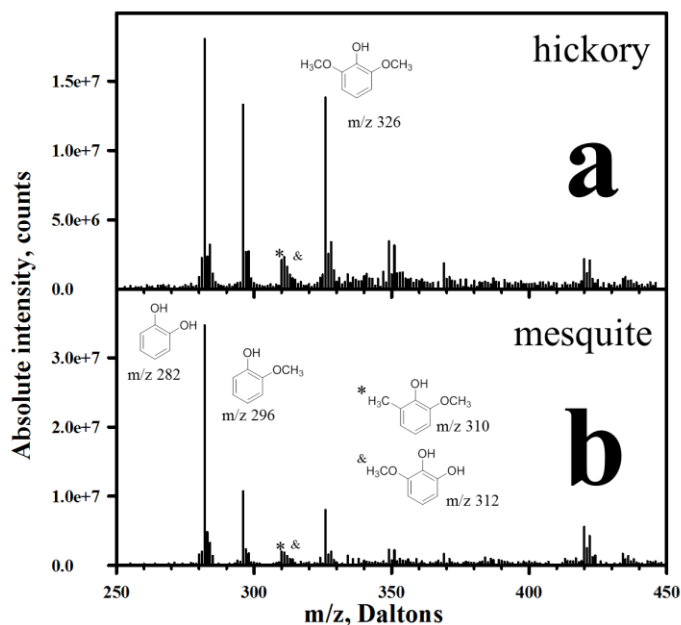 Absolute intensity, counts
1.5e+7
1.0e+7
5.0e+6
0.0
hickory
a
OH
H₃CO
OCH₃
m/z 326
*
&
3.0e+7
2.0e+7
1.0e+7
0.0
mesquite
b
OH
OH
m/z 282
OH
OCH₃
m/z 296
*
OH
H₃C
OCH₃
m/z 310
&
OH
H₃CO
OH
m/z 312
*
&
250 300 350 400 450
m/z, Daltons